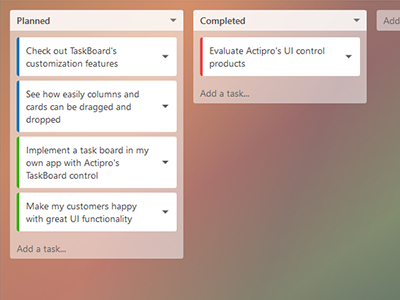 Planned
Check out TaskBoard's
customization features
See how easily columns and
cards can be dragged and
dropped
Implement a task board in my
own app with Actipro's
TaskBoard control
Make my customers happy
with great UI functionality
Add a task...
Completed
Evaluate Actipro's UI control
products
Add a task...
Add